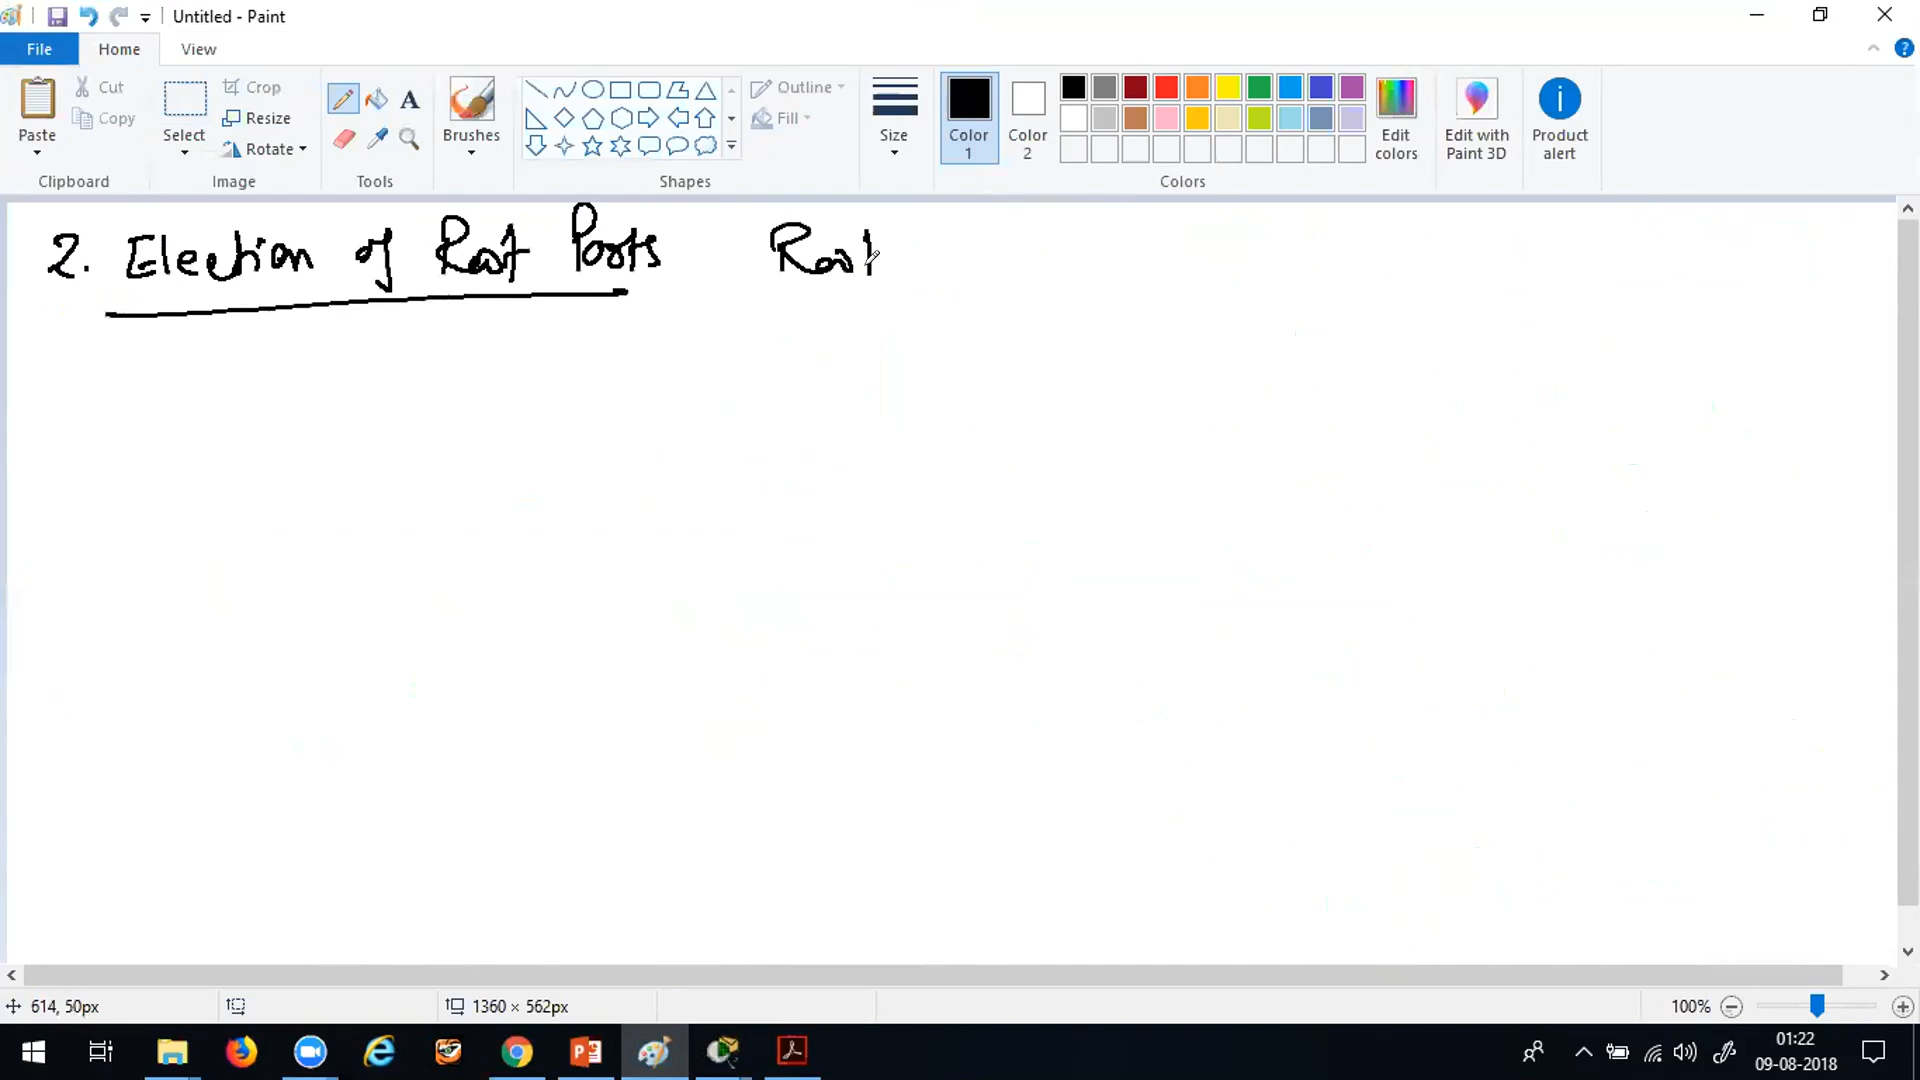 Untitled - Paint
File Home View
Paste
Cut
Copy
Clipboard
Select
Crop
Resize
Rotate
Image
Tools
Brushes
Shapes
Outline
Fill
Size
Color 1
Color 2
Edit colors
Colors
Edit with Paint 3D
Product alert
2. Election of Root Ports Root
614, 50px
1360 × 562px
100%
01:22
09-08-2018